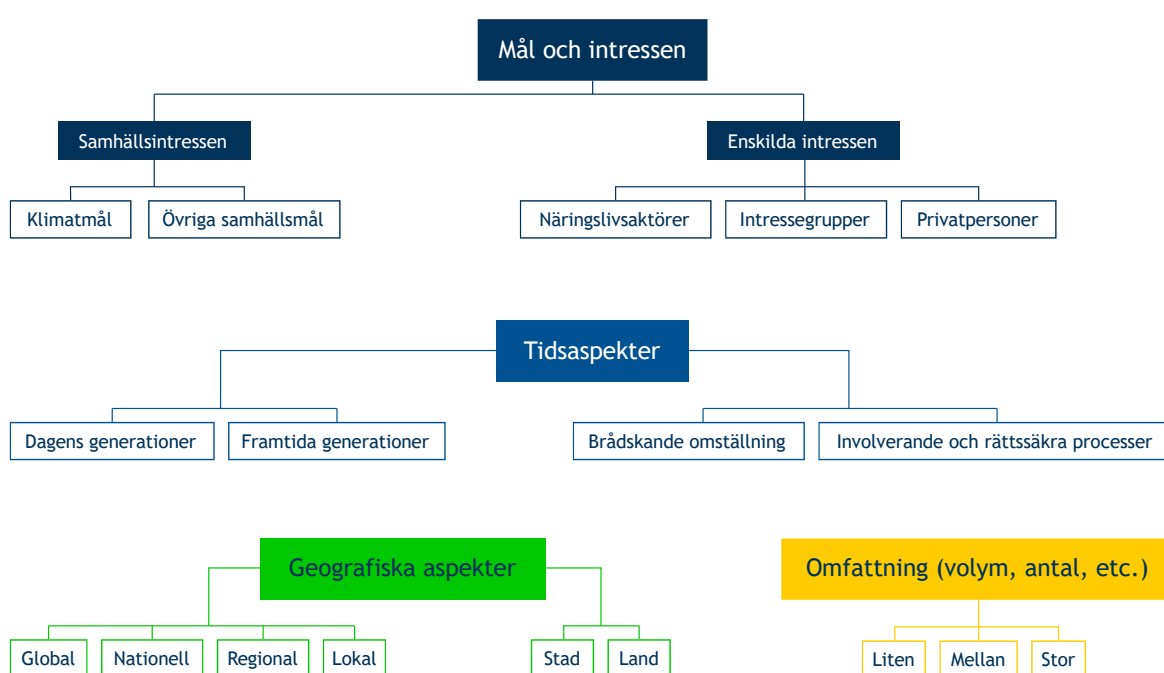 Mål och intressen
Samhällsintressen
Enskilda intressen
Klimatmål
Övriga samhällsmål
Näringslivsaktörer
Intressegrupper
Privatpersoner
Tidsaspekter
Dagens generationer
Framtida generationer
Brådskande omställning
Involverande och rättssäkra processer
Geografiska aspekter
Omfattning (volym, antal, etc.)
Global
Nationell
Regional
Lokal
Stad
Land
Liten
Mellan
Stor